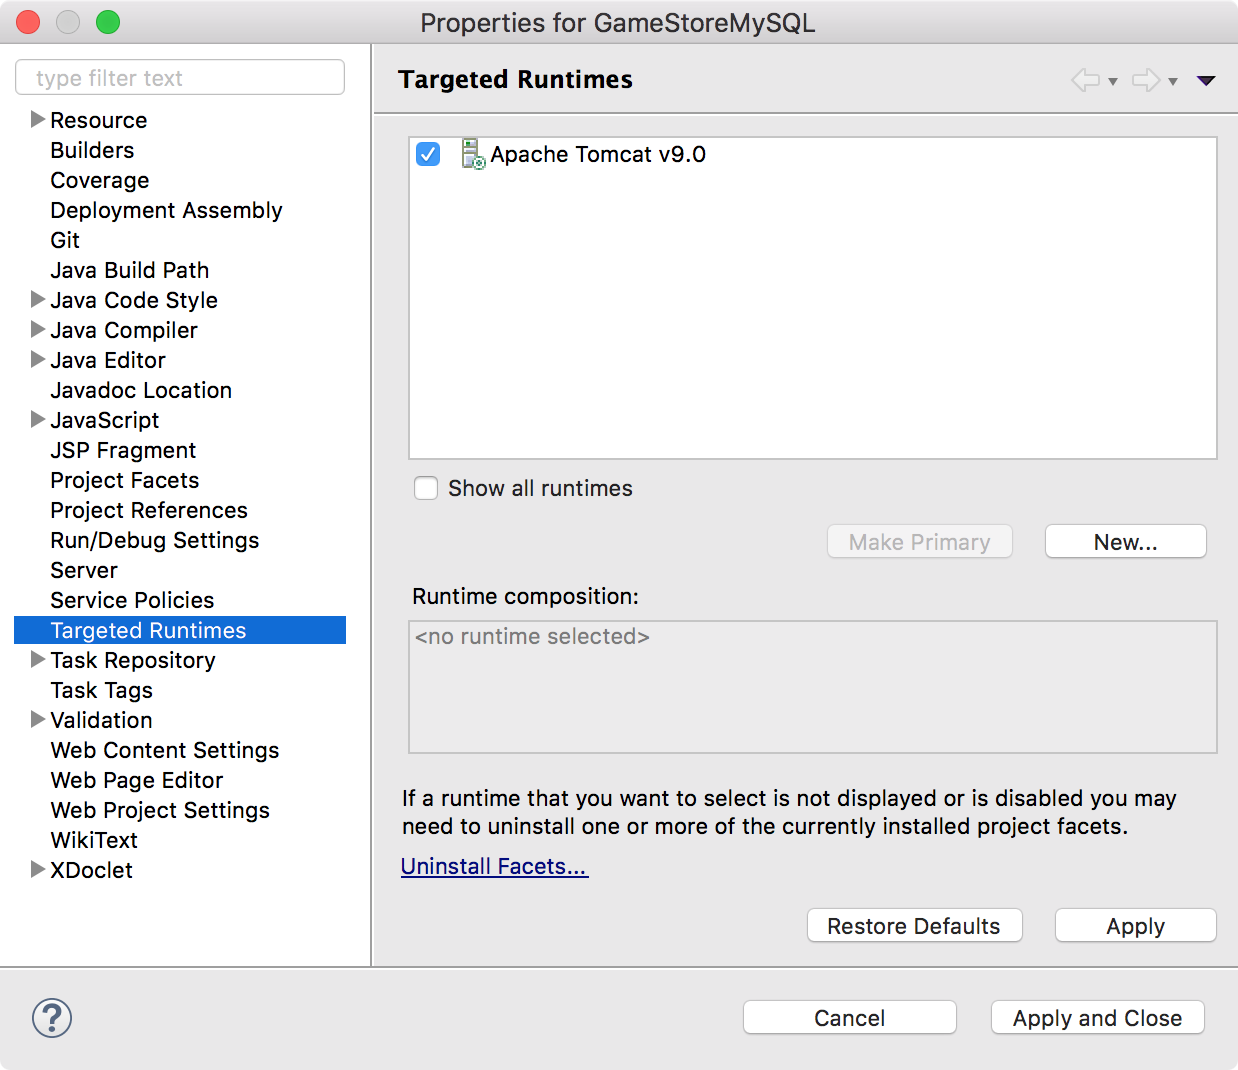 Properties for GameStoreMySQL
type filter text
Resource
Builders
Coverage
Deployment Assembly
Git
Java Build Path
Java Code Style
Java Compiler
Java Editor
Javadoc Location
JavaScript
JSP Fragment
Project Facets
Project References
Run/Debug Settings
Server
Service Policies
Targeted Runtimes
Task Repository
Task Tags
Validation
Web Content Settings
Web Page Editor
Web Project Settings
WikiText
XDoclet
Targeted Runtimes
Apache Tomcat v9.0
Show all runtimes
Make Primary
New...
Runtime composition:
<no runtime selected>
If a runtime that you want to select is not displayed or is disabled you may
need to uninstall one or more of the currently installed project facets.
Uninstall Facets...
Restore Defaults
Apply
?
Cancel
Apply and Close